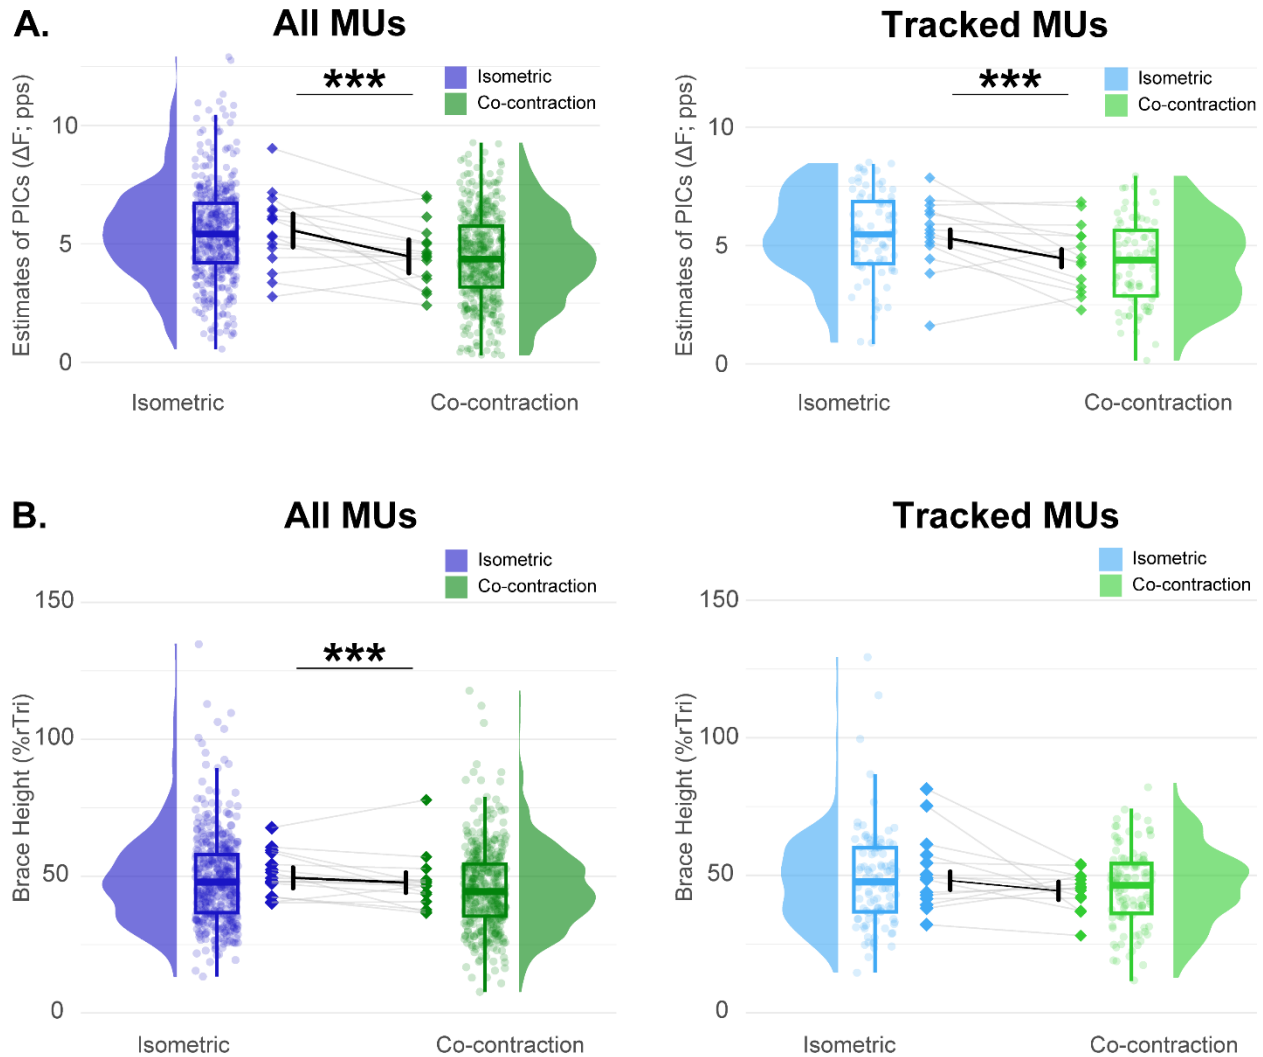 A.
All MUs
Estimates of PICs (ΔF; pps)
10
5
0
***
Isometric
Co-contraction
Isometric
Co-contraction
Tracked MUs
Estimates of PICs (ΔF; pps)
10
5
0
***
Isometric
Co-contraction
Isometric
Co-contraction
B.
All MUs
Brace Height (%rTri)
150
100
50
0
***
Isometric
Co-contraction
Isometric
Co-contraction
Tracked MUs
Brace Height (%rTri)
150
100
50
0
Isometric
Co-contraction
Isometric
Co-contraction